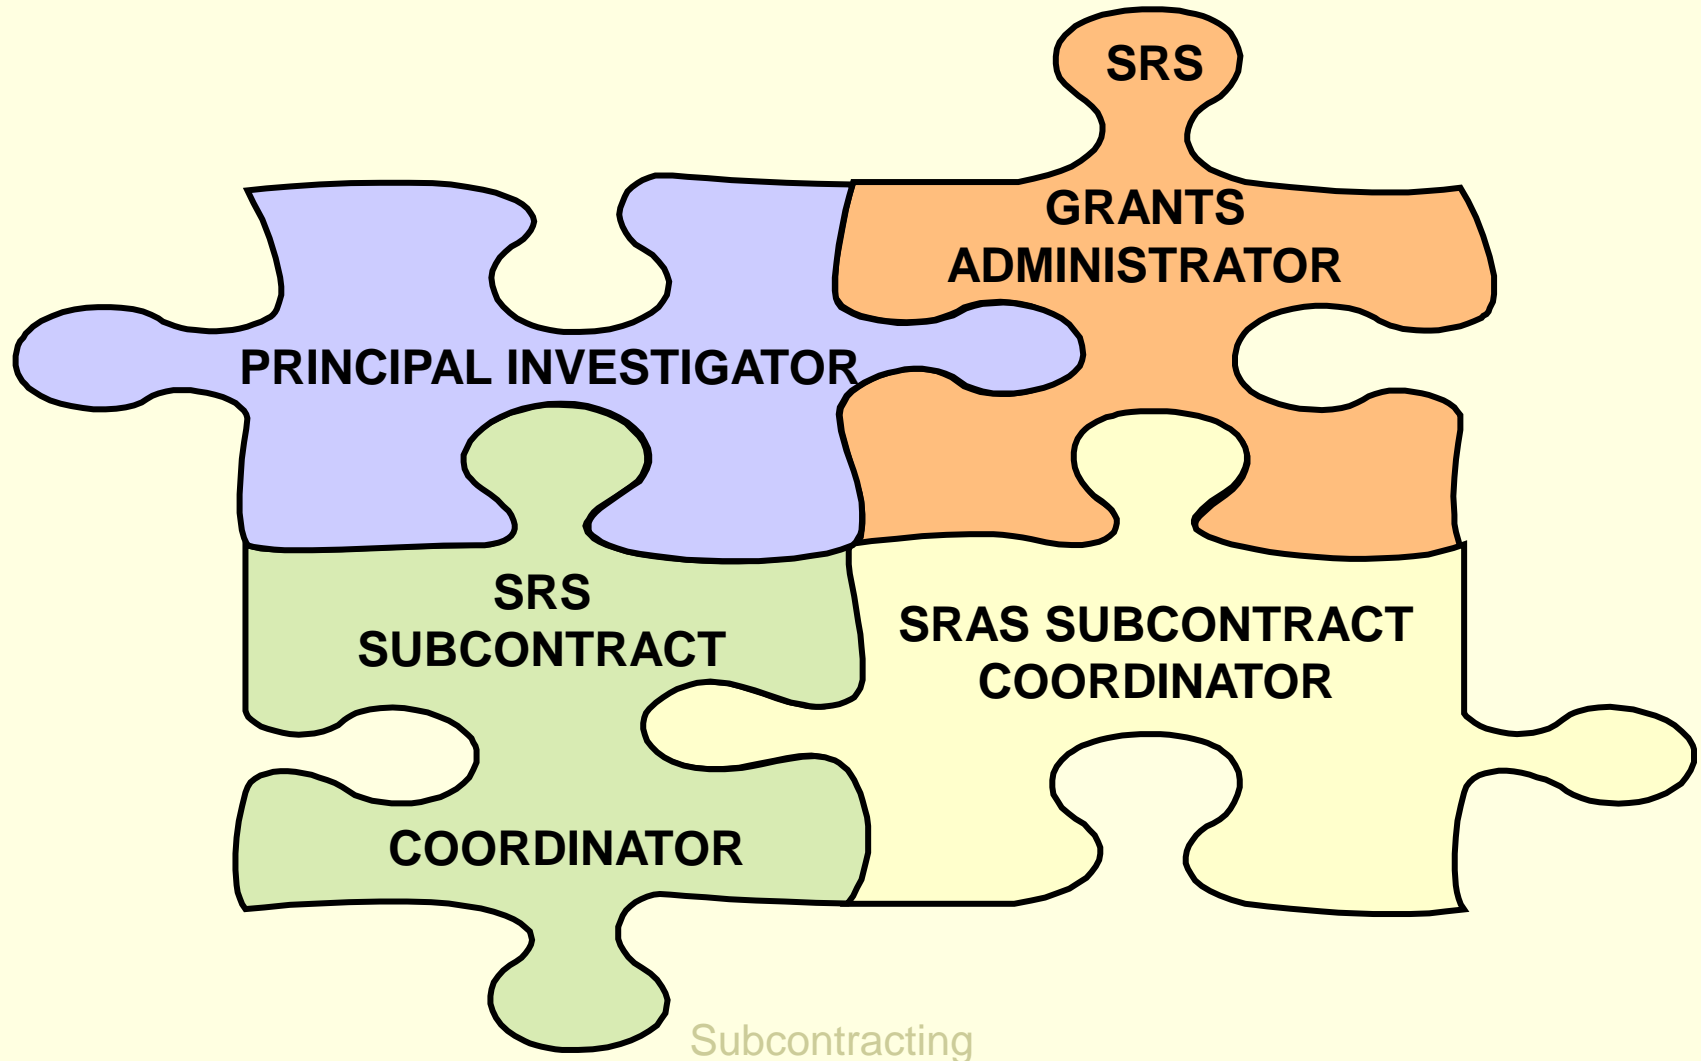 SRS
GRANTS
ADMINISTRATOR
PRINCIPAL INVESTIGATOR
SRS
SUBCONTRACT
COORDINATOR
SRAS SUBCONTRACT
COORDINATOR
Subcontracting